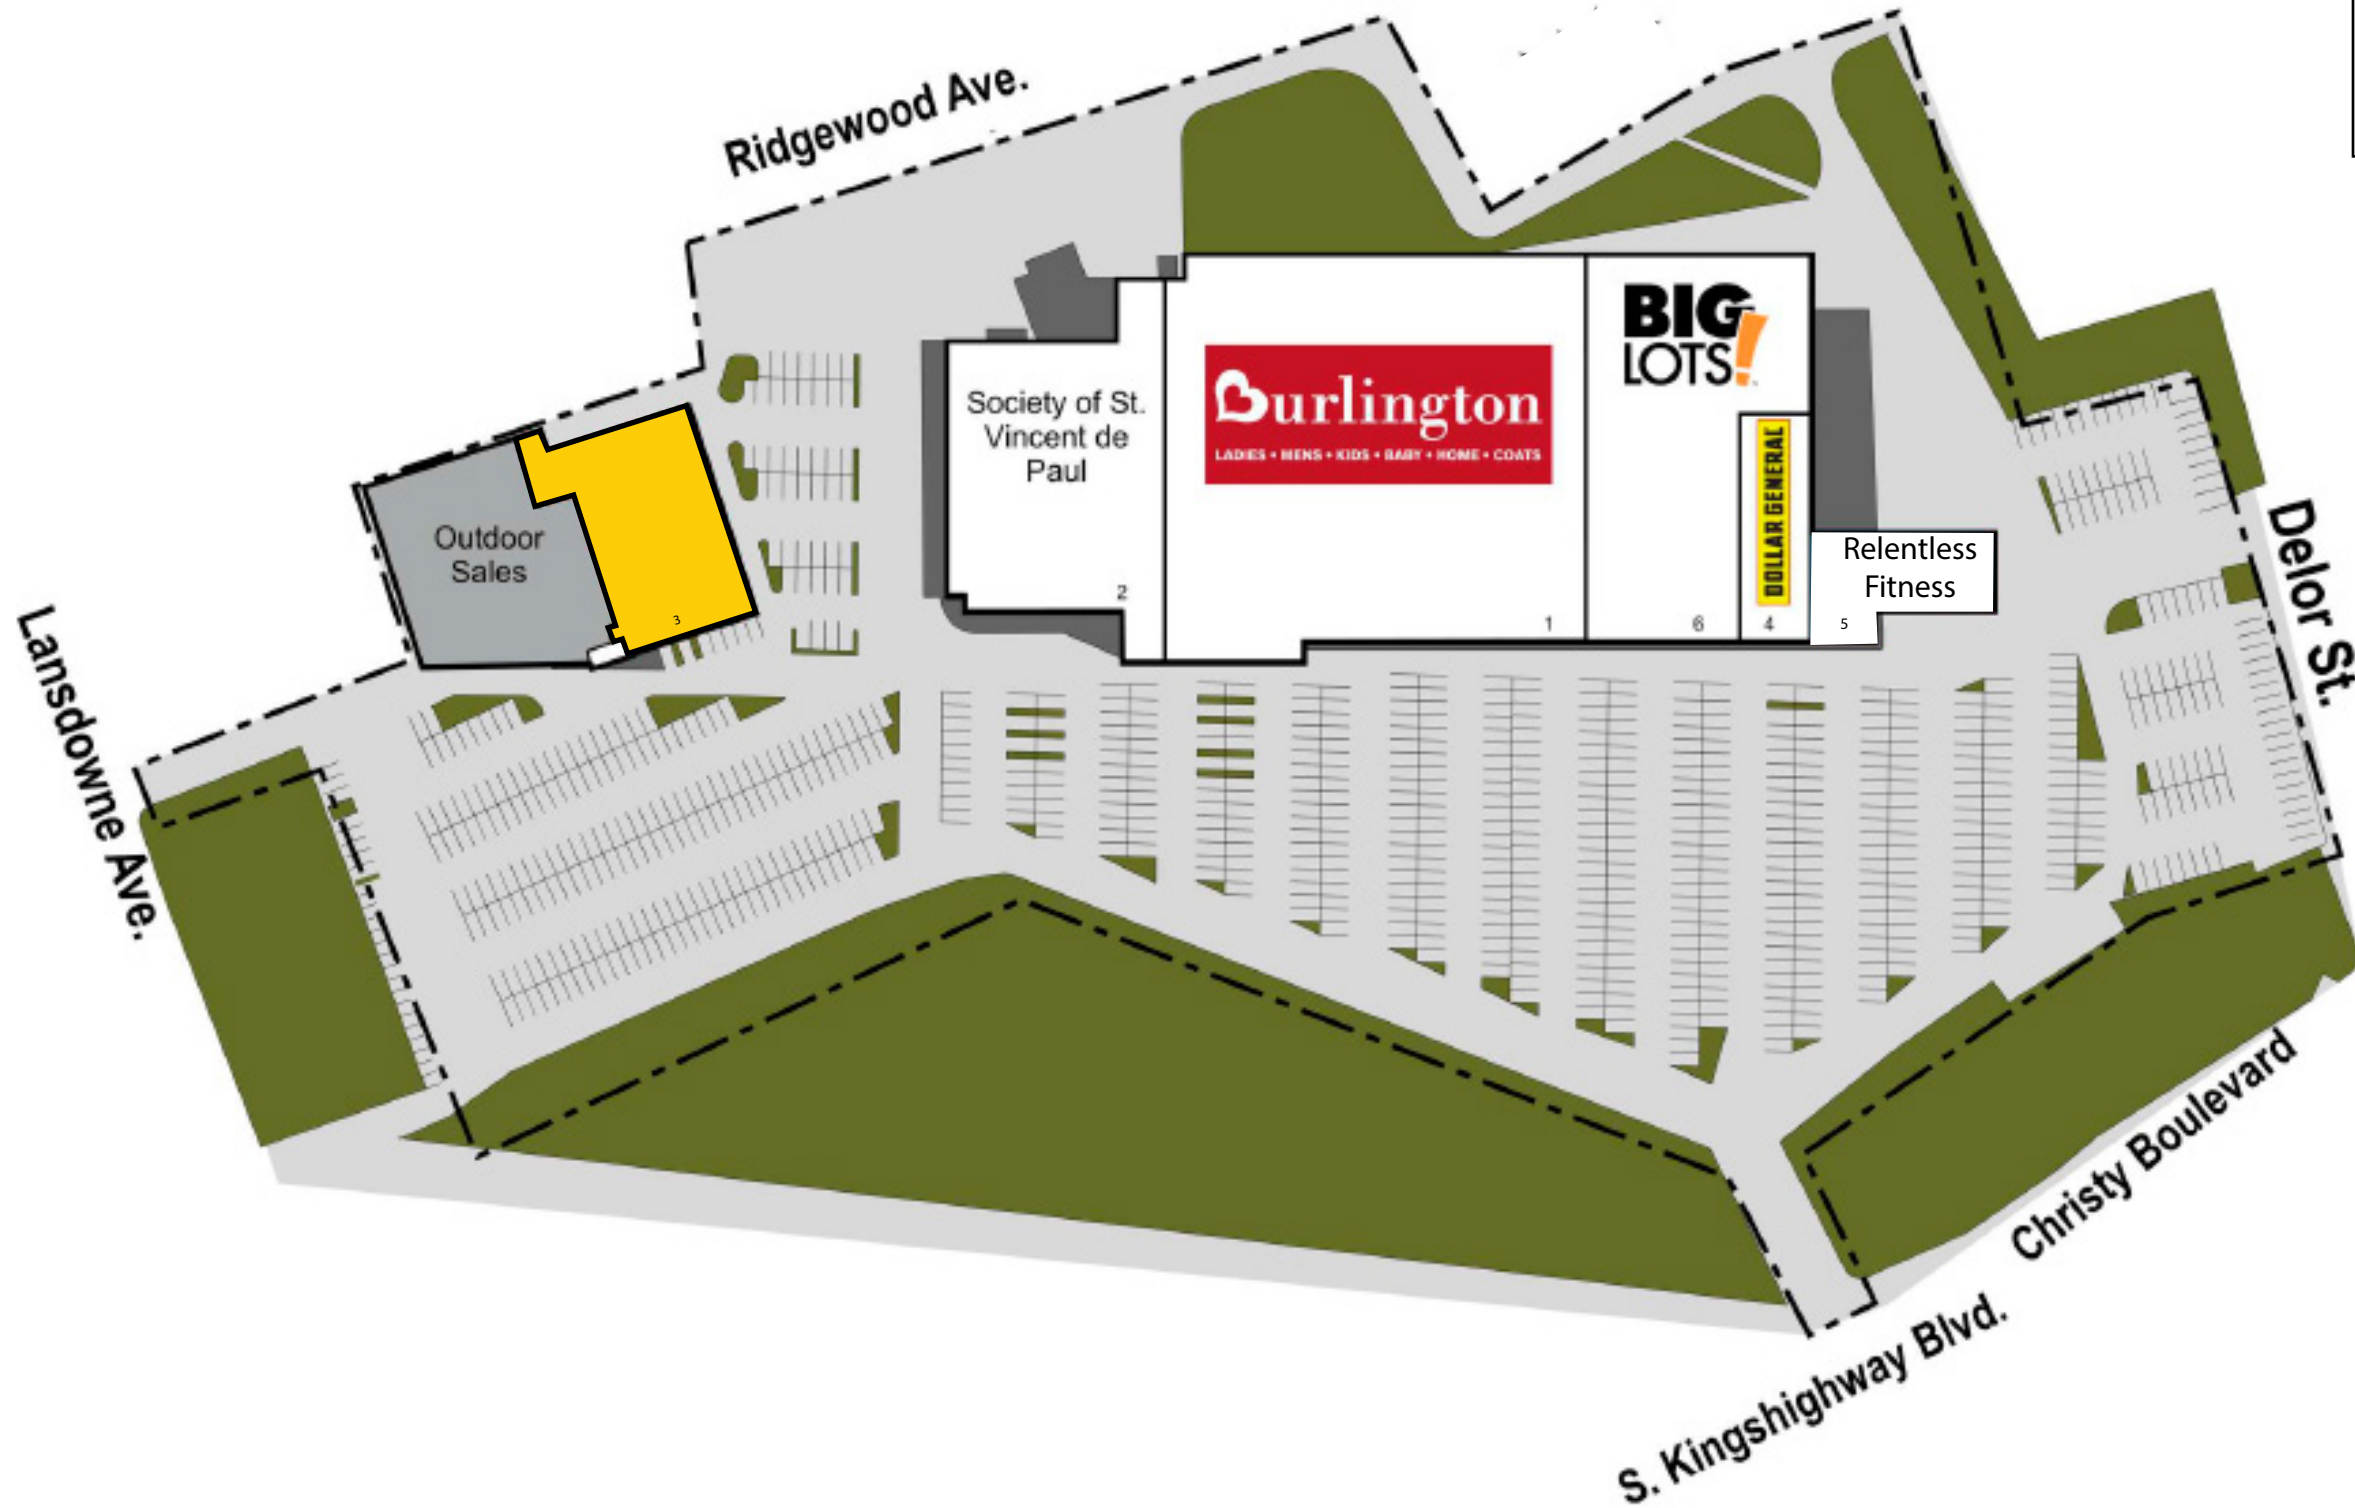 Ridgewood Ave.
BIG
LOTS!
Society of St.
Vincent de
Paul
Burlington
LADIES • MENS • KIDS • BABY • HOME • COATS
DOLLAR GENERAL
Outdoor
Sales
Relentless
Fitness
2
1
6
4
5
3
Delor St.
Lansdowne Ave.
Christy Boulevard
S. Kingshighway Blvd.